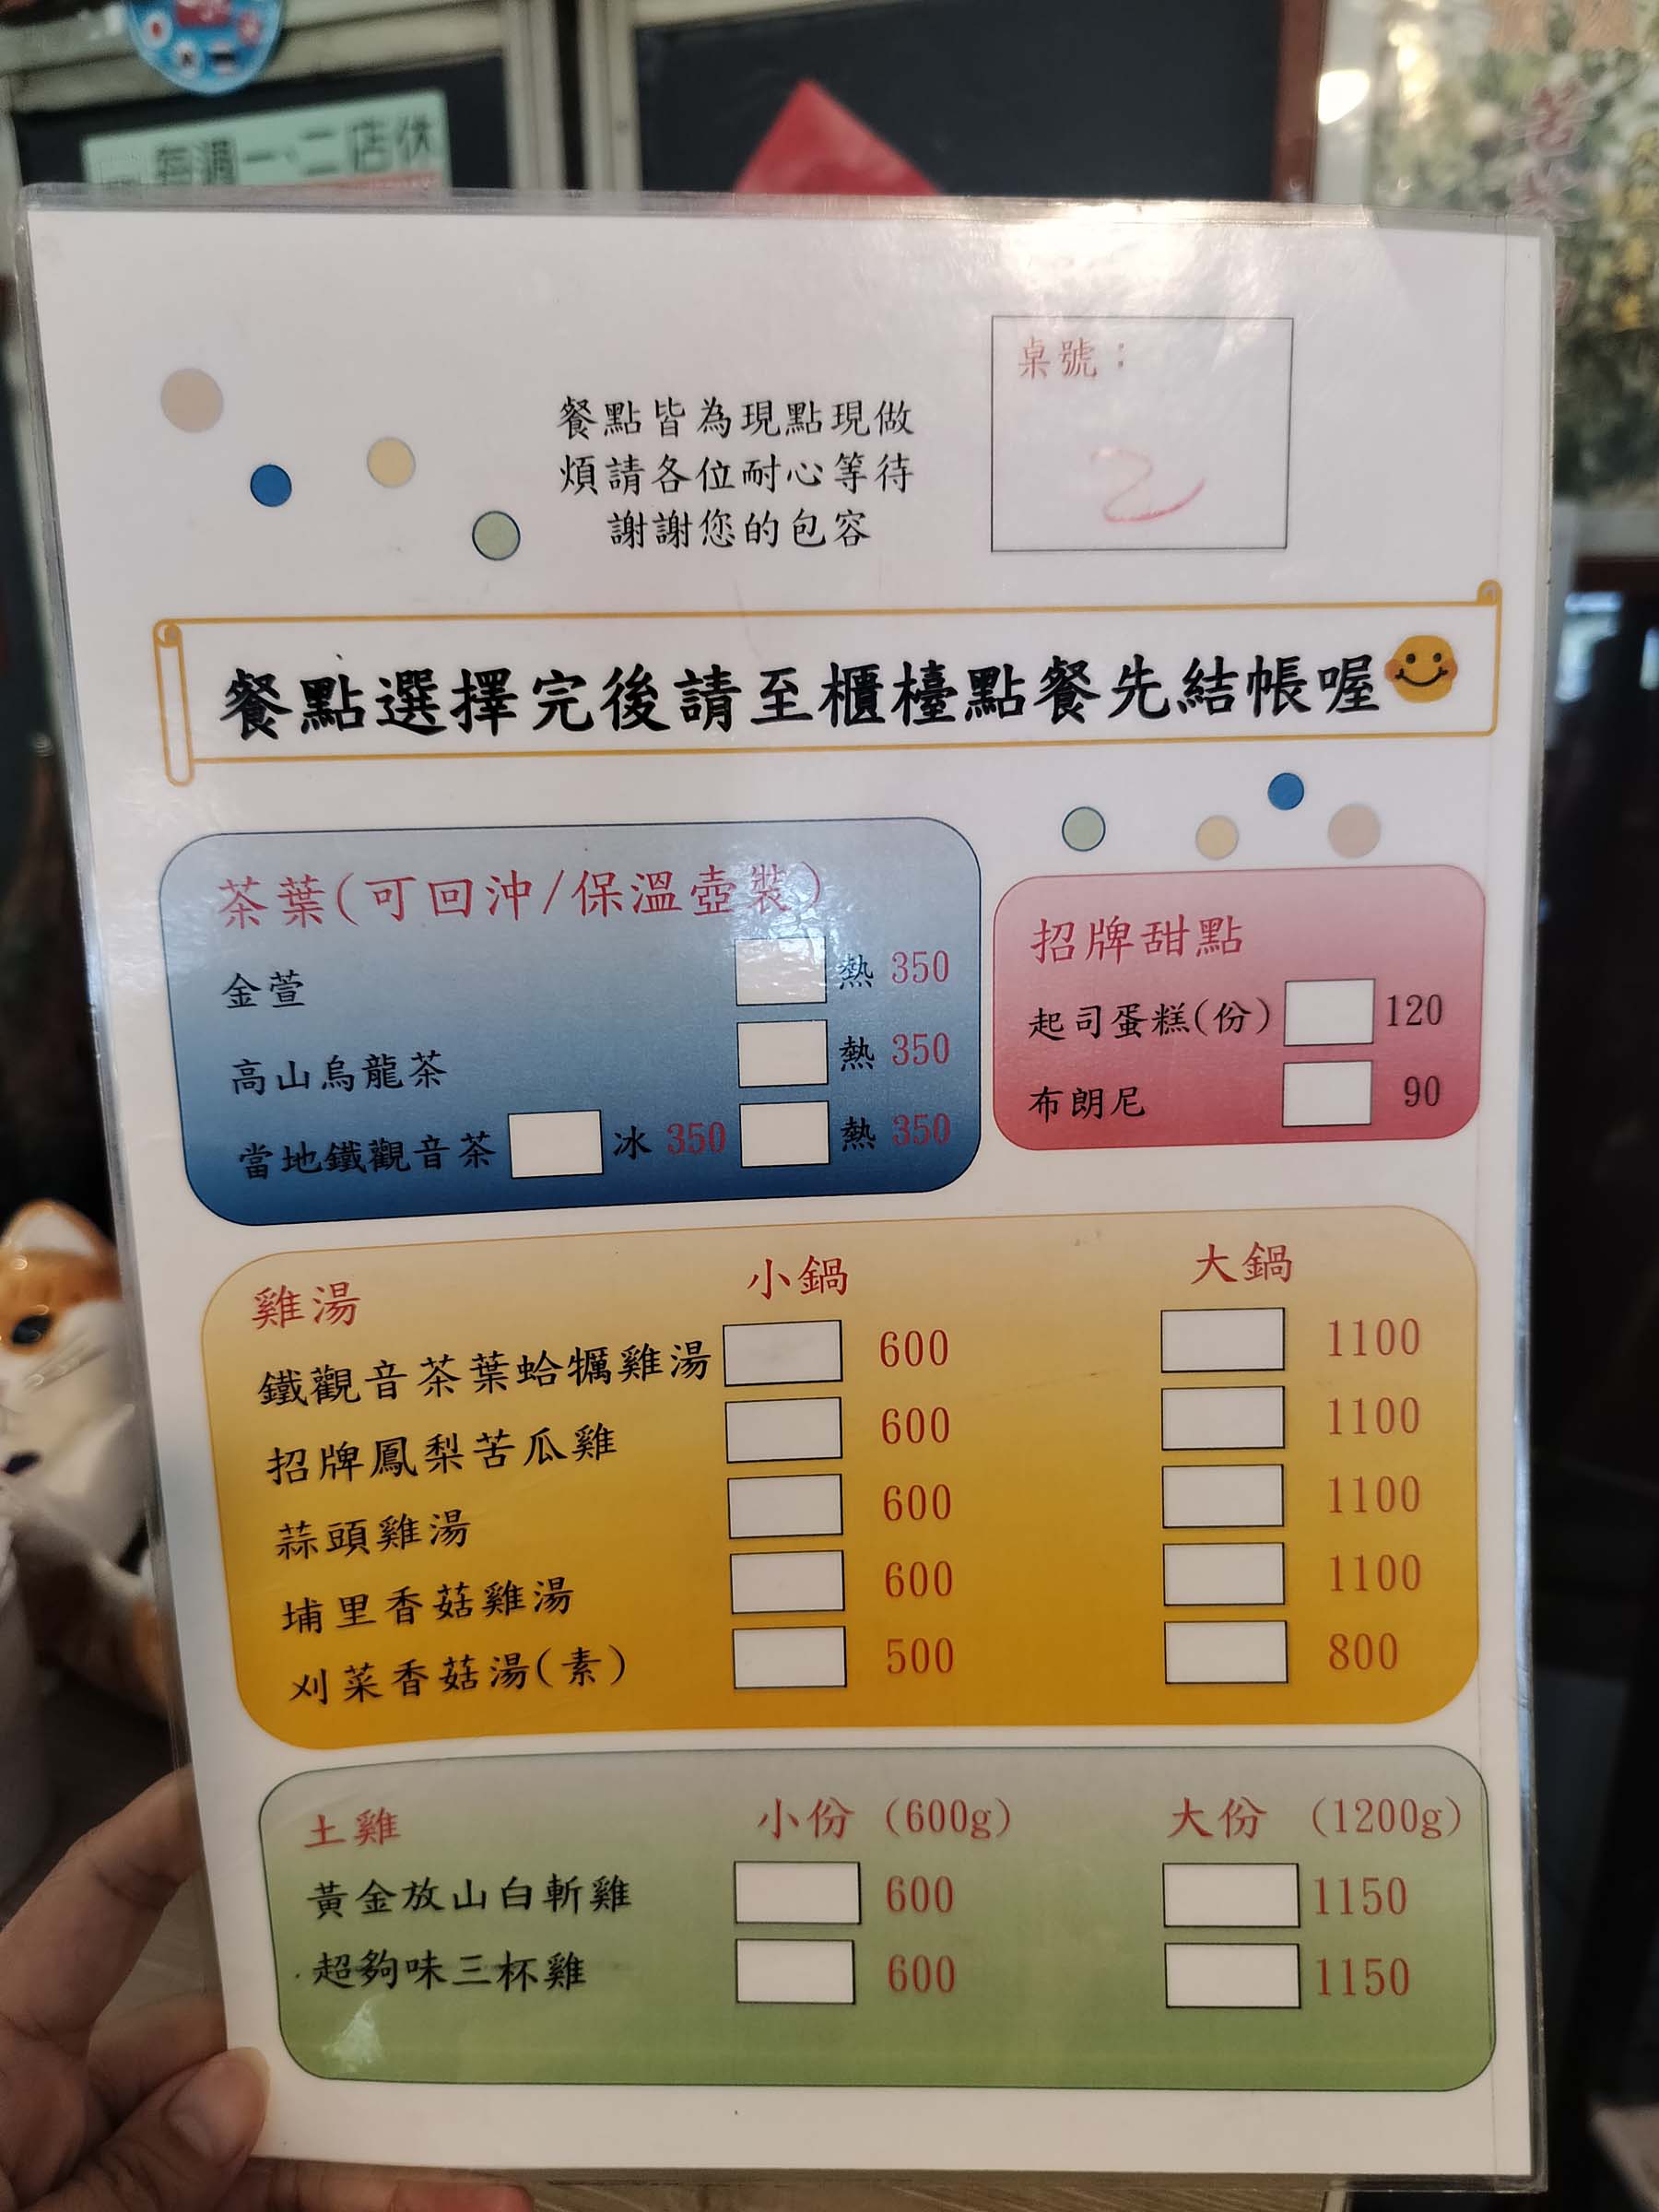 每週一、二店休
桌號：
2
餐點皆為現點現做
煩請各位耐心等待
謝謝您的包容
餐點選擇完後請至櫃檯點餐先結帳喔
茶葉(可回沖/保溫壺裝)
金萱 熱 350
高山烏龍茶 熱 350
當地鐵觀音茶 冰 350 熱 350
招牌甜點
起司蛋糕(份) 120
布朗尼 90
雞湯 小鍋 大鍋
鐵觀音茶葉蛤犡雞湯 600 1100
招牌鳳梨苦瓜雞 600 1100
蒜頭雞湯 600 1100
埔里香菇雞湯 600 1100
刈菜香菇湯(素) 500 800
土雞 小份 (600g) 大份 (1200g)
黃金放山白斬雞 600 1150
超夠味三杯雞 600 1150